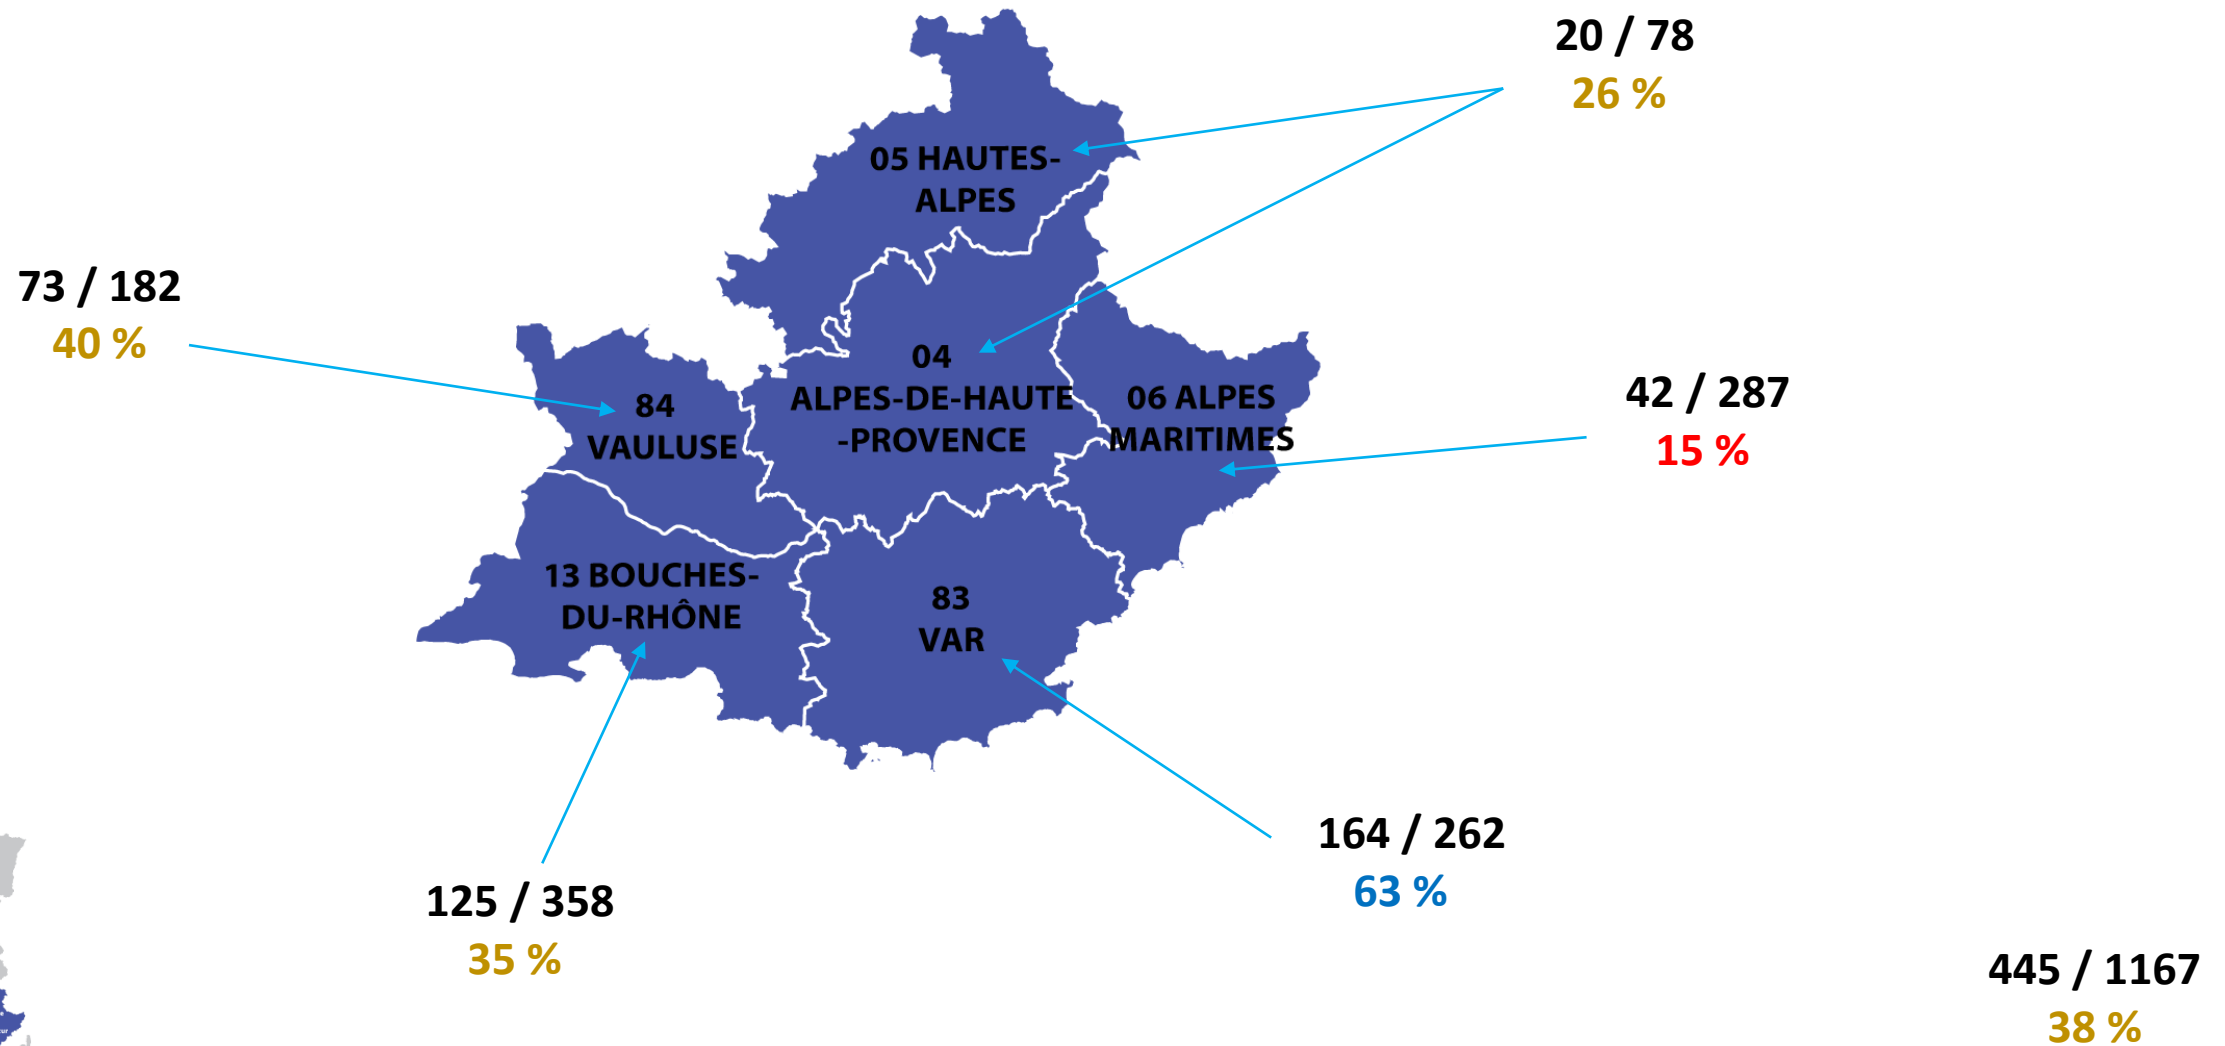 20 / 78
26 %
05 HAUTES-
ALPES
73 / 182
40 %
04
ALPES-DE-HAUTE
-PROVENCE
06 ALPES
MARITIMES
42 / 287
15 %
84
VAULUSE
13 BOUCHES-
DU-RHÔNE
83
VAR
164 / 262
63 %
125 / 358
35 %
445 / 1167
38 %